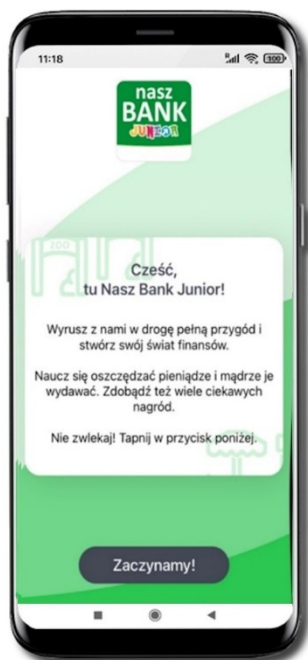 11:18
100
nasz
BANK
JUNIOR
ZOO
Cześć,
tu Nasz Bank Junior!
Wyrusz z nami w drogę pełną przygód i
stwórz swój świat finansów.
Naucz się oszczędzać pieniądze i mądrze je
wydawać. Zdobądź też wiele ciekawych
nagród.
Nie zwlekaj! Tapnij w przycisk poniżej.
Zaczynamy!